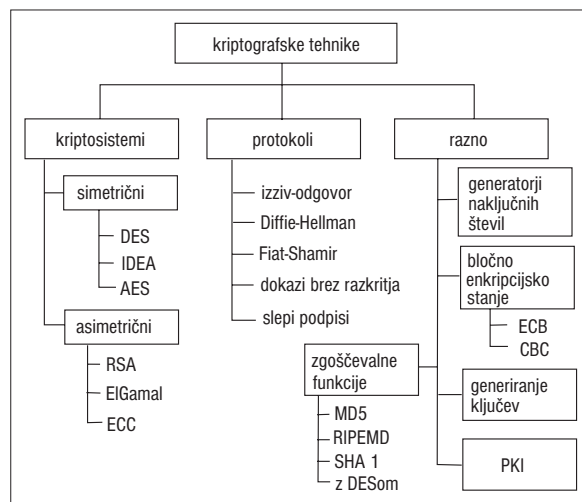 kriptografske tehnike
kriptosistemi
simetrični
DES
IDEA
AES
asimetrični
RSA
ElGamal
ECC
protokoli
izziv-odgovor
Diffie-Hellman
Fiat-Shamir
dokazi brez razkritja
slepi podpisi
razno
generatorji
naključnih
števil
bločno
enkripcijsko
stanje
ECB
CBC
zgoščevalne
funkcije
MD5
RIPEMD
SHA 1
z DESom
generiranje
ključev
PKI